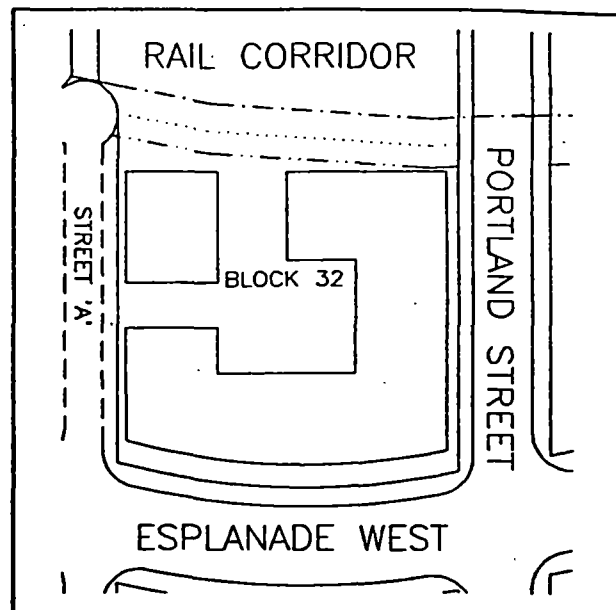 RAIL CORRIDOR
PORTLAND STREET
STREET 'A'
BLOCK 32
ESPLANADE WEST